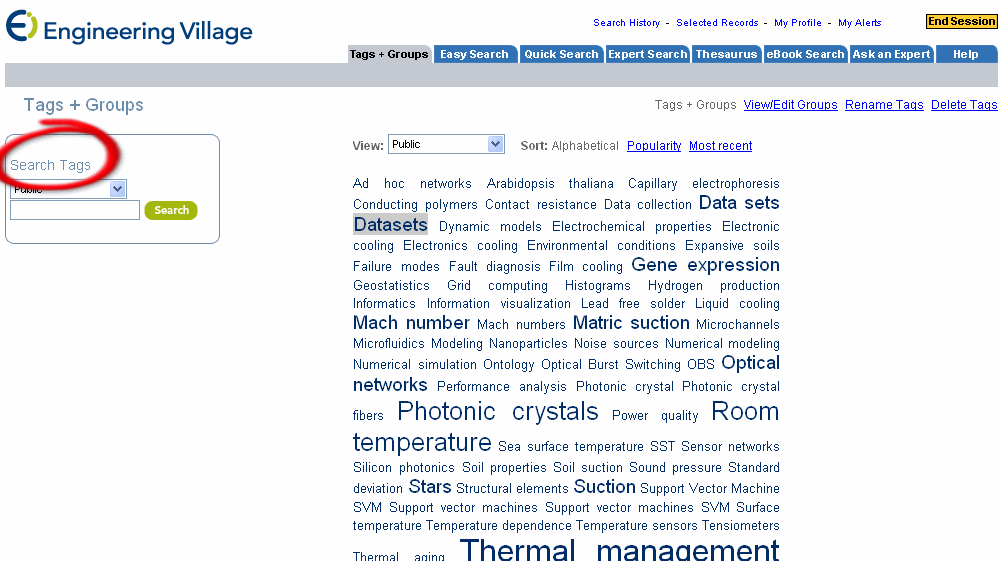 Engineering Village
Search History - Selected Records - My Profile - My Alerts
End Session
Tags + Groups Easy Search Quick Search Expert Search Thesaurus eBook Search Ask an Expert Help
Tags + Groups
Tags + Groups View/Edit Groups Rename Tags Delete Tags
Search Tags
Public
Search
View: Public Sort: Alphabetical Popularity Most recent
Ad hoc networks Arabidopsis thaliana Capillary electrophoresis
Conducting polymers Contact resistance Data collection Data sets
Datasets Dynamic models Electrochemical properties Electronic
cooling Electronics cooling Environmental conditions Expansive soils
Failure modes Fault diagnosis Film cooling Gene expression
Geostatistics Grid computing Histograms Hydrogen production
Informatics Information visualization Lead free solder Liquid cooling
Mach number Mach numbers Matric suction Microchannels
Microfluidics Modeling Nanoparticles Noise sources Numerical modeling
Numerical simulation Ontology Optical Burst Switching OBS Optical
networks Performance analysis Photonic crystal Photonic crystal
fibers Photonic crystals Power quality Room
temperature Sea surface temperature SST Sensor networks
Silicon photonics Soil properties Soil suction Sound pressure Standard
deviation Stars Structural elements Suction Support Vector Machine
SVM Support vector machines Support vector machines SVM Surface
temperature Temperature dependence Temperature sensors Tensiometers
Thermal aging Thermal management